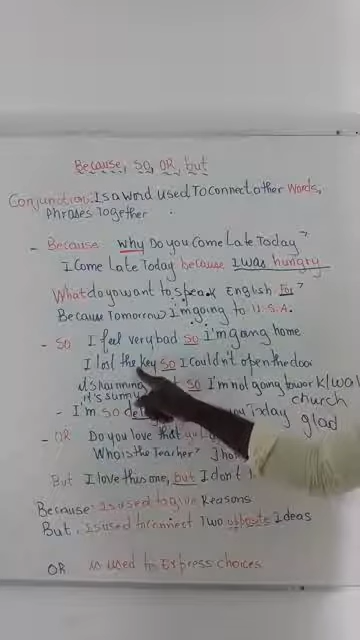 Because, SO, OR, but
Conjunction: Is a Word Used To Connect other Words,
Phrases Together
- Because why Do you Come Late Today?
I Come Late Today because I was hungry
What do want to speak English For?
Because Tomorrow I'm going to U.S.A.
- SO I feel very bad SO I'm going home
I lost the key SO I couldn't open the door
it's SO I'm not going to work/wal
it's sunny church
- I'm SO you Today glad
- OR Do you love that
Who is the Teacher?
But I love this one, but I don't
Because: Is used to give Reasons
But. Is used to connect Two opposite Ideas
OR is used to Express choices